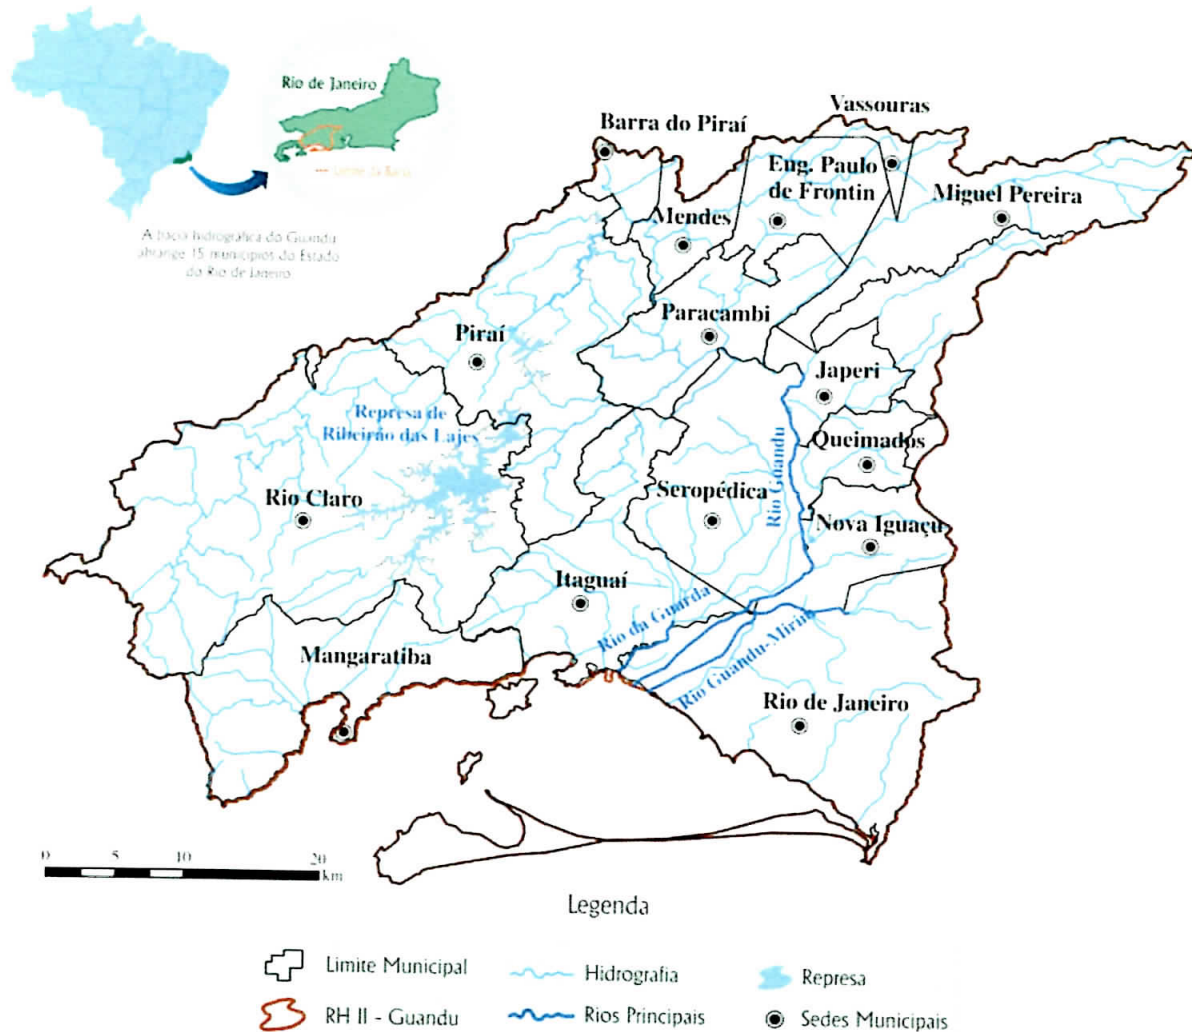 Rio de Janeiro
Limite da Bacia
A bacia hidrográfica do Guandu
abrange 15 municípios do Estado
do Rio de Janeiro
Vassouras
Barra do Piraí
Eng. Paulo
de Frontin
Miguel Pereira
Mendes
Paracambi
Piraí
Japeri
Represa de
Ribeirão das Lajes
Queimados
Rio Guandu
Rio Claro
Seropédica
Nova Iguaçu
Itaguaí
Rio da Guarda
Mangaratiba
Rio Guandu-Mirim
Rio de Janeiro
0 5 10 20
km
Legenda
Limite Municipal
Hidrografia
Represa
RH II - Guandu
Rios Principais
Sedes Municipais